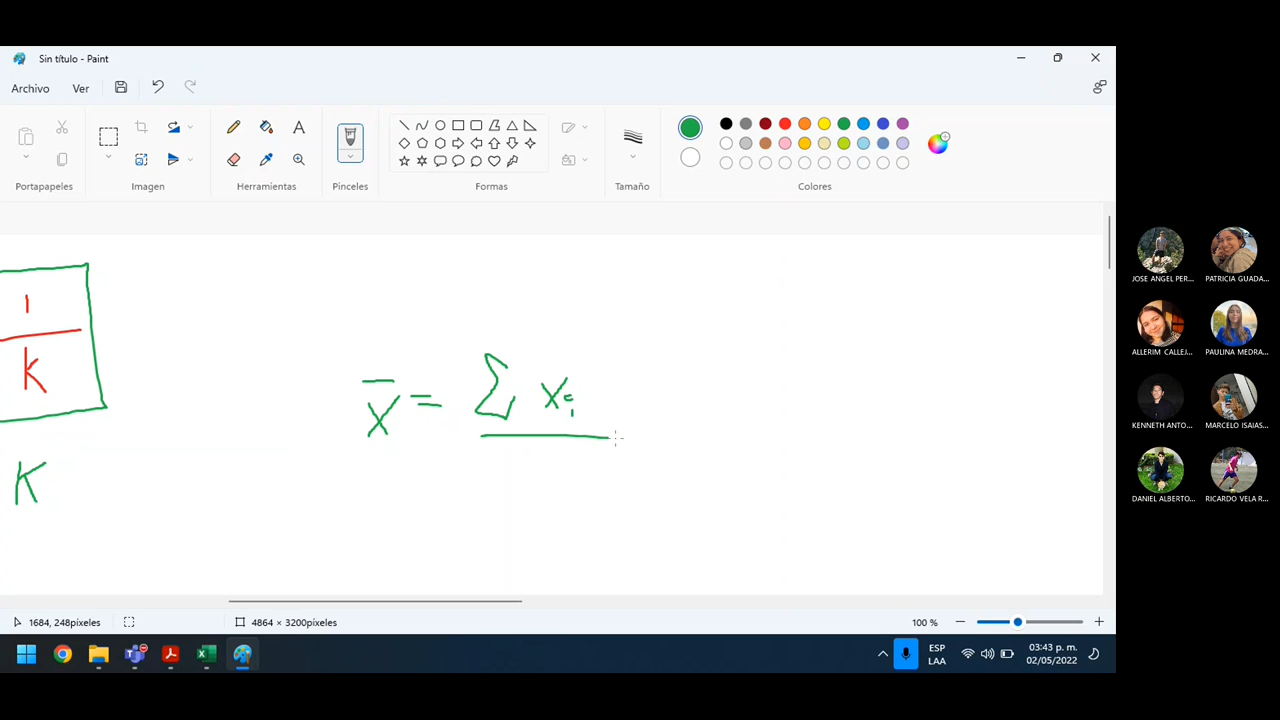 Sin título - Paint
Archivo Ver
Portapapeles Imagen Herramientas Pinceles Formas Tamaño Colores
1
K
K
X̄ = Σ xᵢ
JOSE ANGEL PER... PATRICIA GUADA...
ALLERIM CALLEJ... PAULINA MEDRA...
KENNETH ANTO... MARCELO ISAIAS...
DANIEL ALBERTO... RICARDO VELA R...
1684, 248píxeles 4864 × 3200píxeles 100 %
ESP 03:43 p. m.
LAA 02/05/2022